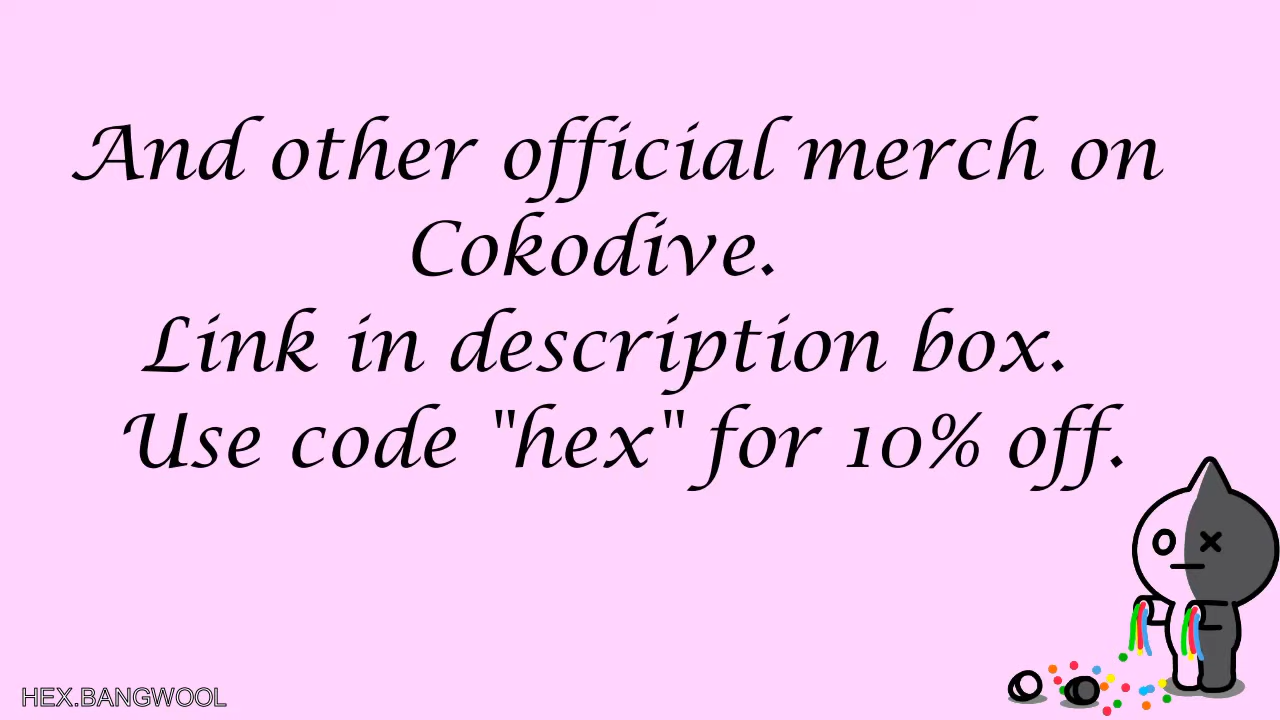 And other official merch on
Cokodive.
Link in description box.
Use code "hex" for 10% off.
HEX.BANGWOOL